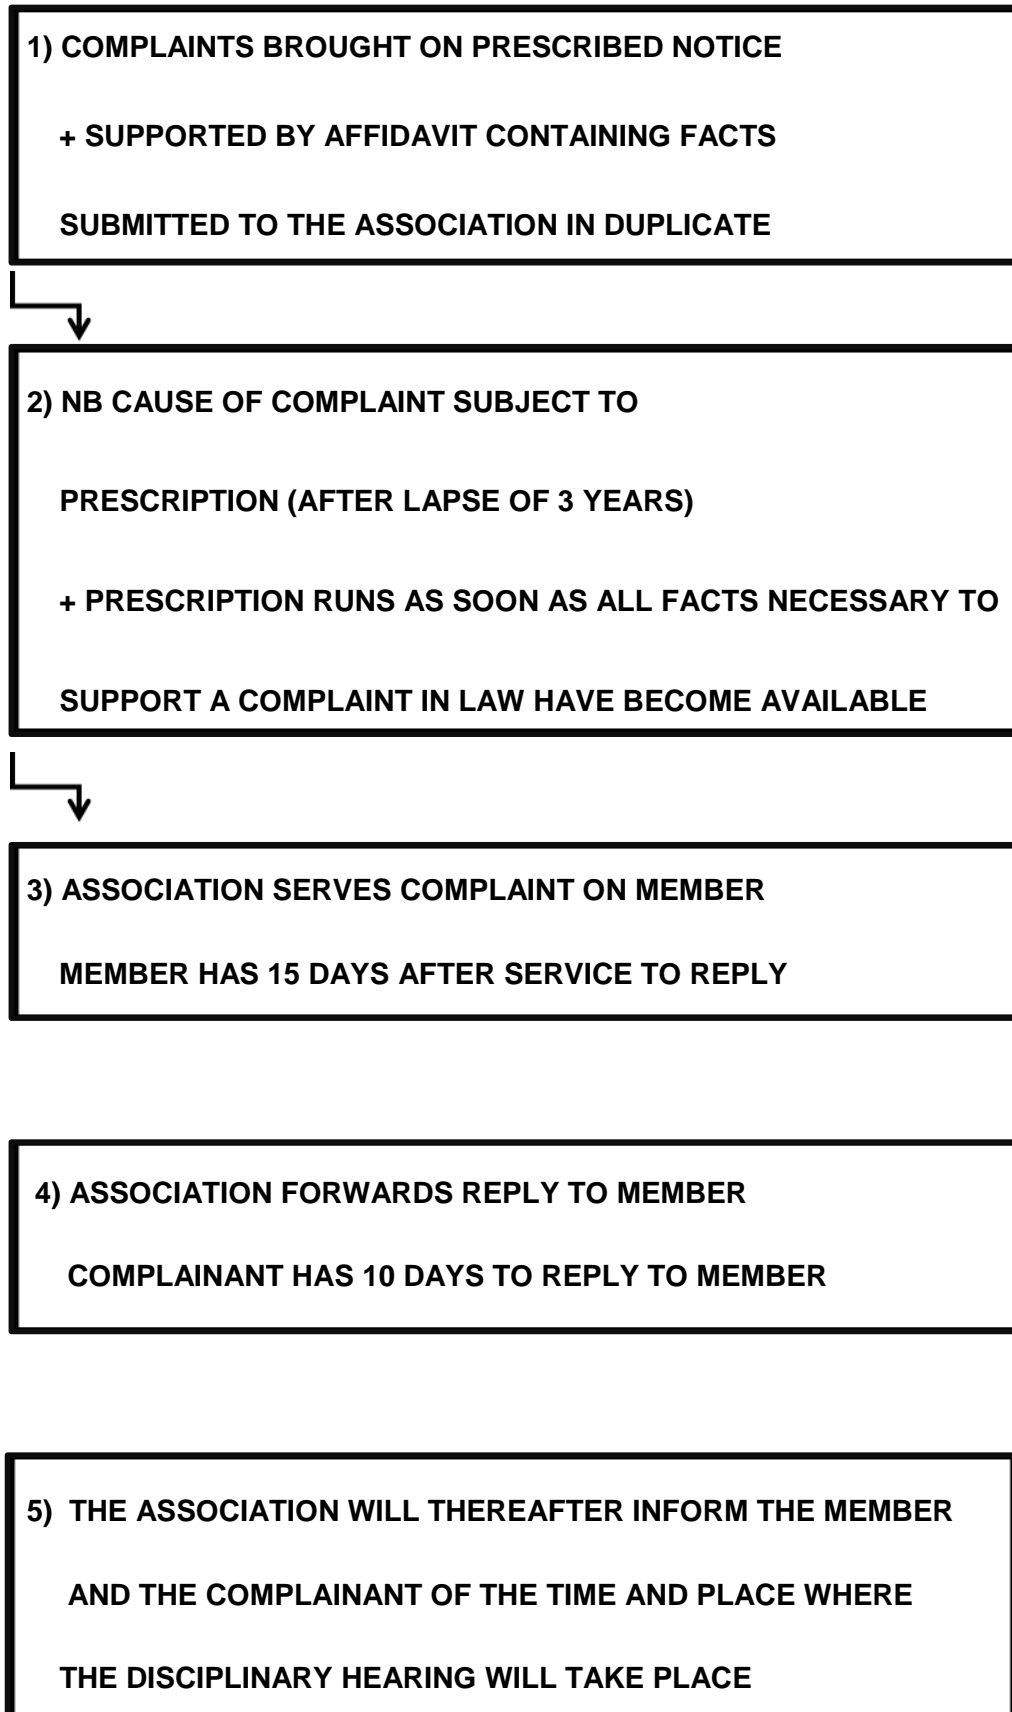 1) COMPLAINTS BROUGHT ON PRESCRIBED NOTICE
+ SUPPORTED BY AFFIDAVIT CONTAINING FACTS
SUBMITTED TO THE ASSOCIATION IN DUPLICATE
2) NB CAUSE OF COMPLAINT SUBJECT TO
PRESCRIPTION (AFTER LAPSE OF 3 YEARS)
+ PRESCRIPTION RUNS AS SOON AS ALL FACTS NECESSARY TO
SUPPORT A COMPLAINT IN LAW HAVE BECOME AVAILABLE
3) ASSOCIATION SERVES COMPLAINT ON MEMBER
MEMBER HAS 15 DAYS AFTER SERVICE TO REPLY
4) ASSOCIATION FORWARDS REPLY TO MEMBER
COMPLAINANT HAS 10 DAYS TO REPLY TO MEMBER
5) THE ASSOCIATION WILL THEREAFTER INFORM THE MEMBER
AND THE COMPLAINANT OF THE TIME AND PLACE WHERE
THE DISCIPLINARY HEARING WILL TAKE PLACE